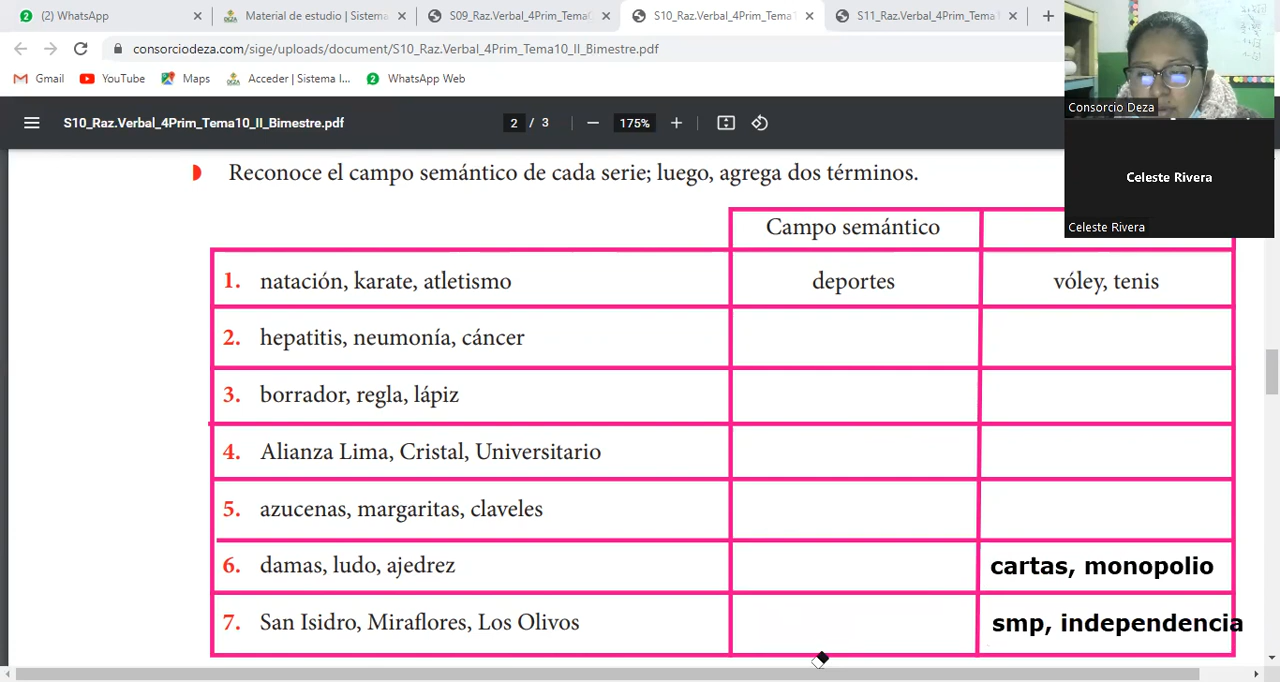 (2) WhatsApp
Material de estudio | Sistema
S09_Raz.Verbal_4Prim_Tema0
S10_Raz.Verbal_4Prim_Tema1
S11_Raz.Verbal_4Prim_Tema1
consorciodeza.com/sige/uploads/document/S10_Raz.Verbal_4Prim_Tema10_II_Bimestre.pdf
Gmail YouTube Maps Acceder | Sistema I... WhatsApp Web
Consorcio Deza
S10_Raz.Verbal_4Prim_Tema10_II_Bimestre.pdf 2 / 3 175%
Celeste Rivera
Celeste Rivera
Reconoce el campo semántico de cada serie; luego, agrega dos términos.
Campo semántico
1. natación, karate, atletismo deportes vóley, tenis
2. hepatitis, neumonía, cáncer
3. borrador, regla, lápiz
4. Alianza Lima, Cristal, Universitario
5. azucenas, margaritas, claveles
6. damas, ludo, ajedrez cartas, monopolio
7. San Isidro, Miraflores, Los Olivos smp, independencia